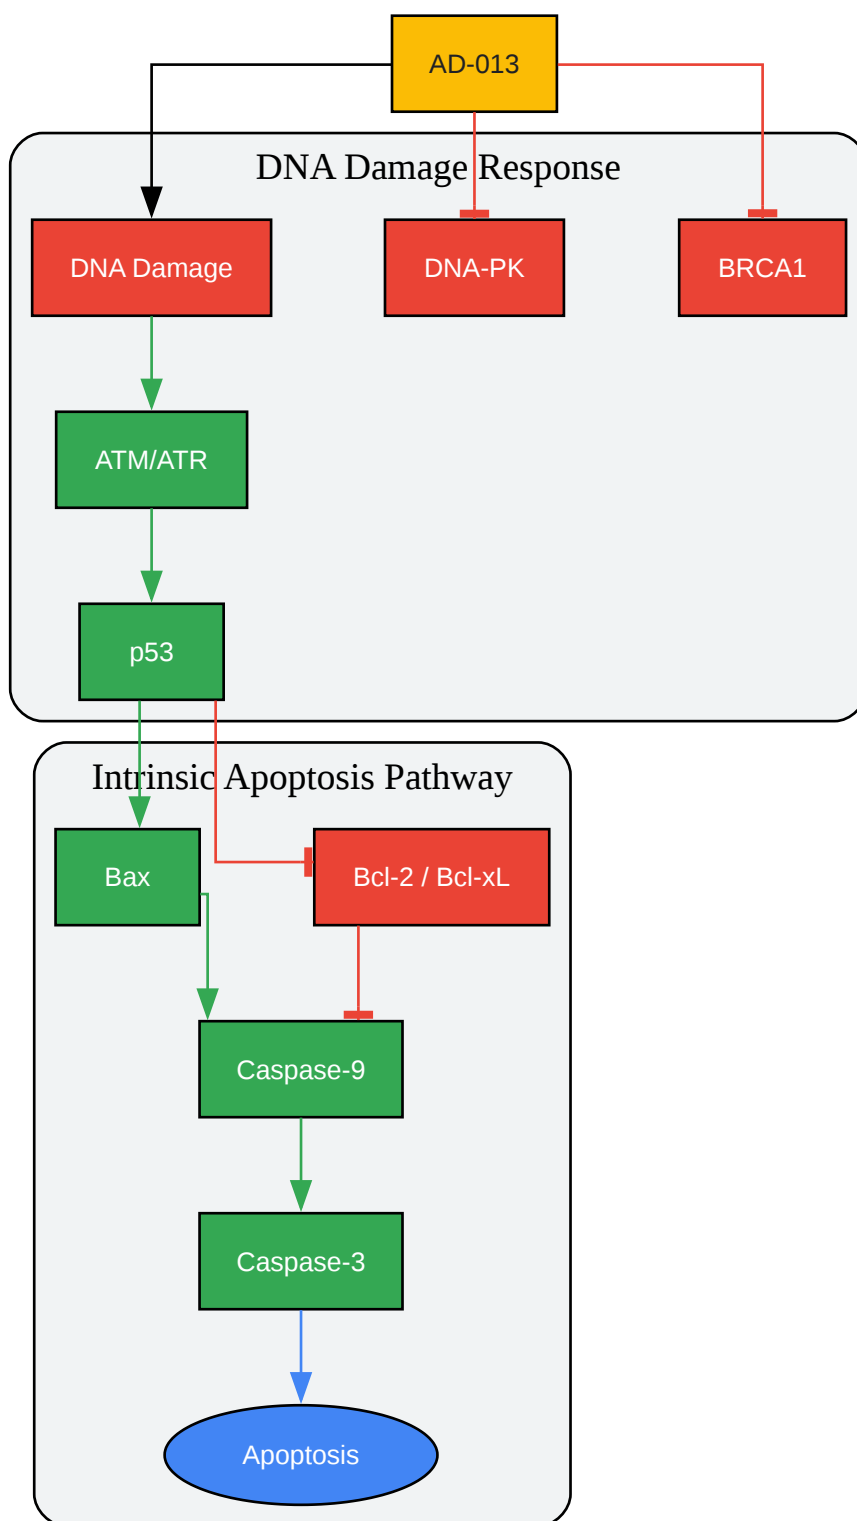 AD-013
DNA Damage Response
DNA Damage
DNA-PK
BRCA1
ATM/ATR
p53
Intrinsic Apoptosis Pathway
Bax
Bcl-2 / Bcl-xL
Caspase-9
Caspase-3
Apoptosis